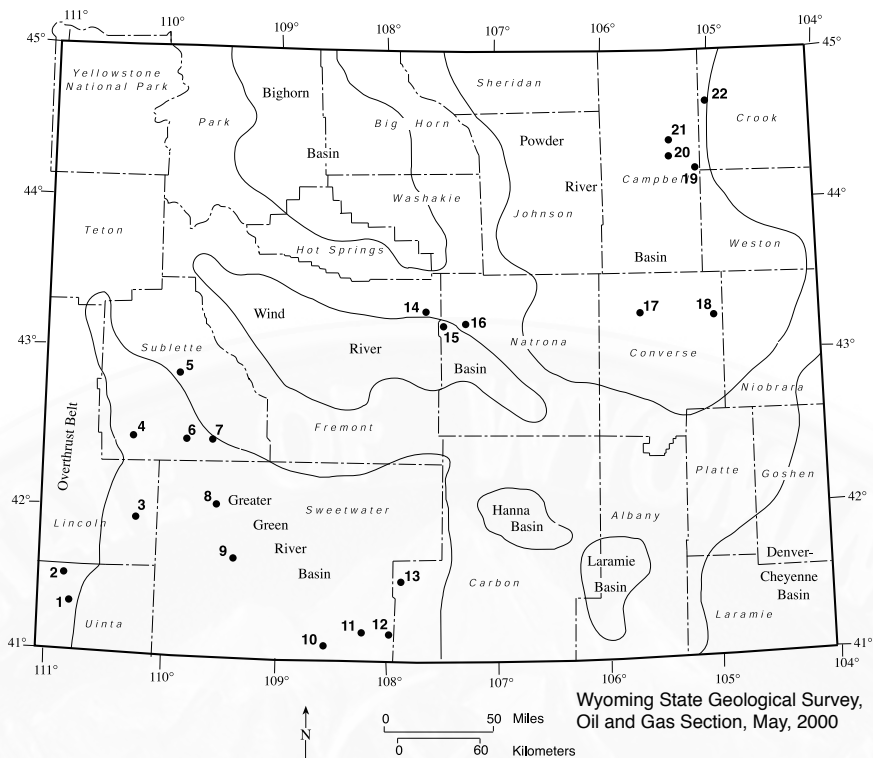 111°
110°
109°
108°
107°
106°
105°
104°
45°
45°
Yellowstone
National Park
Sheridan
22
Bighorn
Big Horn
Crook
Park
Powder
21
20
Basin
River
Campbell
19
44°
44°
Washakie
Johnson
Teton
Hot Springs
Weston
Basin
Wind
14
16
17
18
15
43°
43°
Sublette
River
Natrona
Converse
5
Basin
Niobrara
Overthrust Belt
4
6
7
Fremont
Platte
Goshen
42°
42°
8
Greater
3
Sweetwater
Hanna
Basin
Albany
Lincoln
Green
River
Denver-
Cheyenne
Basin
2
9
Basin
Laramie
Basin
13
1
Carbon
Laramie
Uinta
11
12
10
41°
41°
111°
110°
109°
108°
107°
106°
105°
104°
Wyoming State Geological Survey,
Oil and Gas Section, May, 2000
N
0 50 Miles
0 60 Kilometers